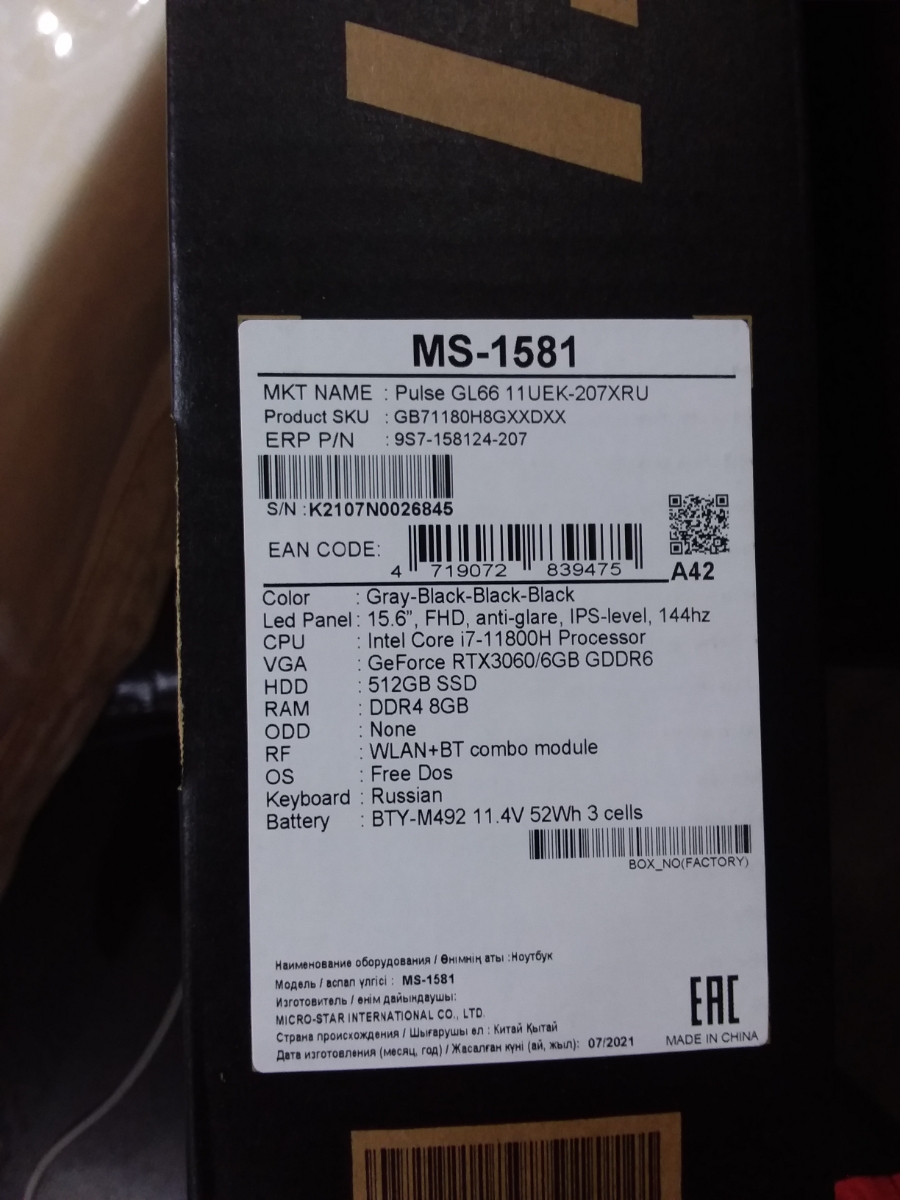 MS-1581
MKT NAME : Pulse GL66 11UEK-207XRU
Product SKU : GB71180H8GXXDXX
ERP P/N : 9S7-158124-207
S/N :K2107N0026845
EAN CODE: 4 719072 839475
A42
Color : Gray-Black-Black-Black
Led Panel : 15.6", FHD, anti-glare, IPS-level, 144hz
CPU : Intel Core i7-11800H Processor
VGA : GeForce RTX3060/6GB GDDR6
HDD : 512GB SSD
RAM : DDR4 8GB
ODD : None
RF : WLAN+BT combo module
OS : Free Dos
Keyboard : Russian
Battery : BTY-M492 11.4V 52Wh 3 cells
BOX_NO(FACTORY)
Наименование оборудования / Өнімнің аты :Ноутбук
Модель / аспап үлгісі : MS-1581
Изготовитель / өнім дайындаушы:
MICRO-STAR INTERNATIONAL CO., LTD.
Страна происхождения / Шығарушы ел : Китай Қытай
Дата изготовления (месяц, год) / Жасалған күні (ай, жыл): 07/2021
EAC
MADE IN CHINA